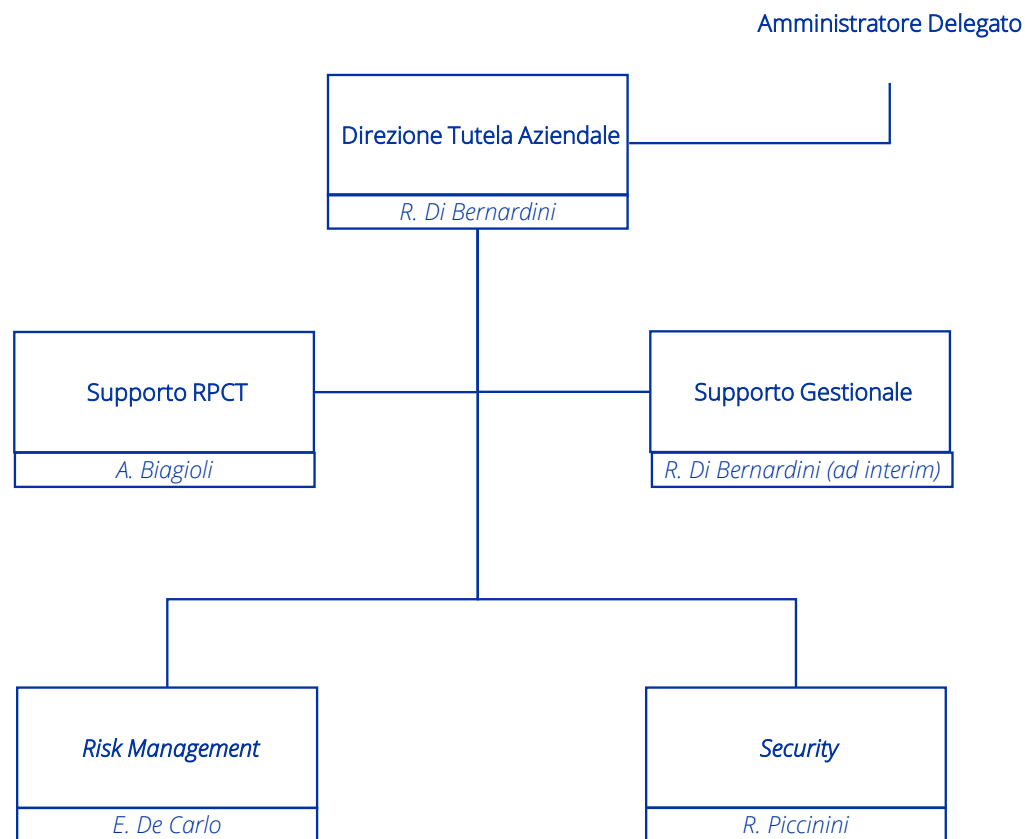 Amministratore Delegato
Direzione Tutela Aziendale
R. Di Bernardini
Supporto RPCT
A. Biagioli
Supporto Gestionale
R. Di Bernardini (ad interim)
Risk Management
E. De Carlo
Security
R. Piccinini